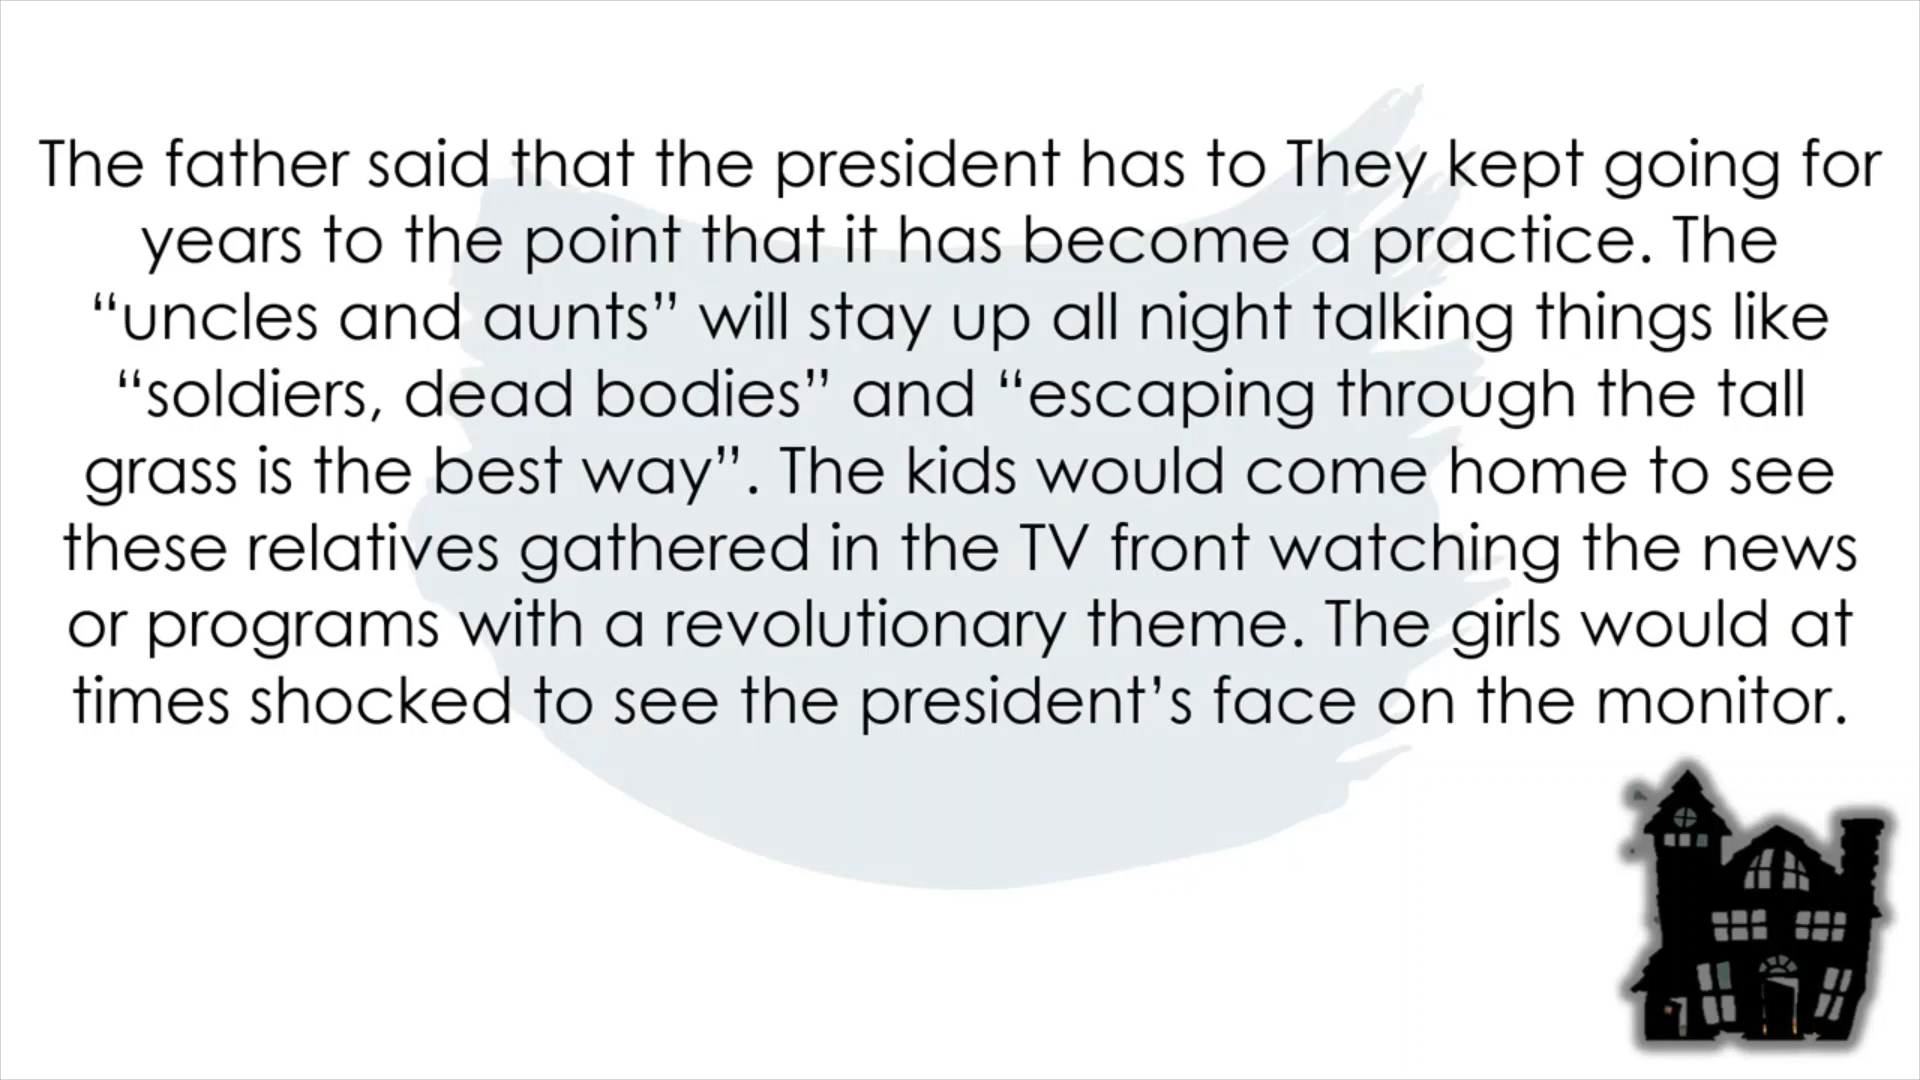 The father said that the president has to They kept going for
years to the point that it has become a practice. The
“uncles and aunts” will stay up all night talking things like
“soldiers, dead bodies” and “escaping through the tall
grass is the best way”. The kids would come home to see
these relatives gathered in the TV front watching the news
or programs with a revolutionary theme. The girls would at
times shocked to see the president’s face on the monitor.